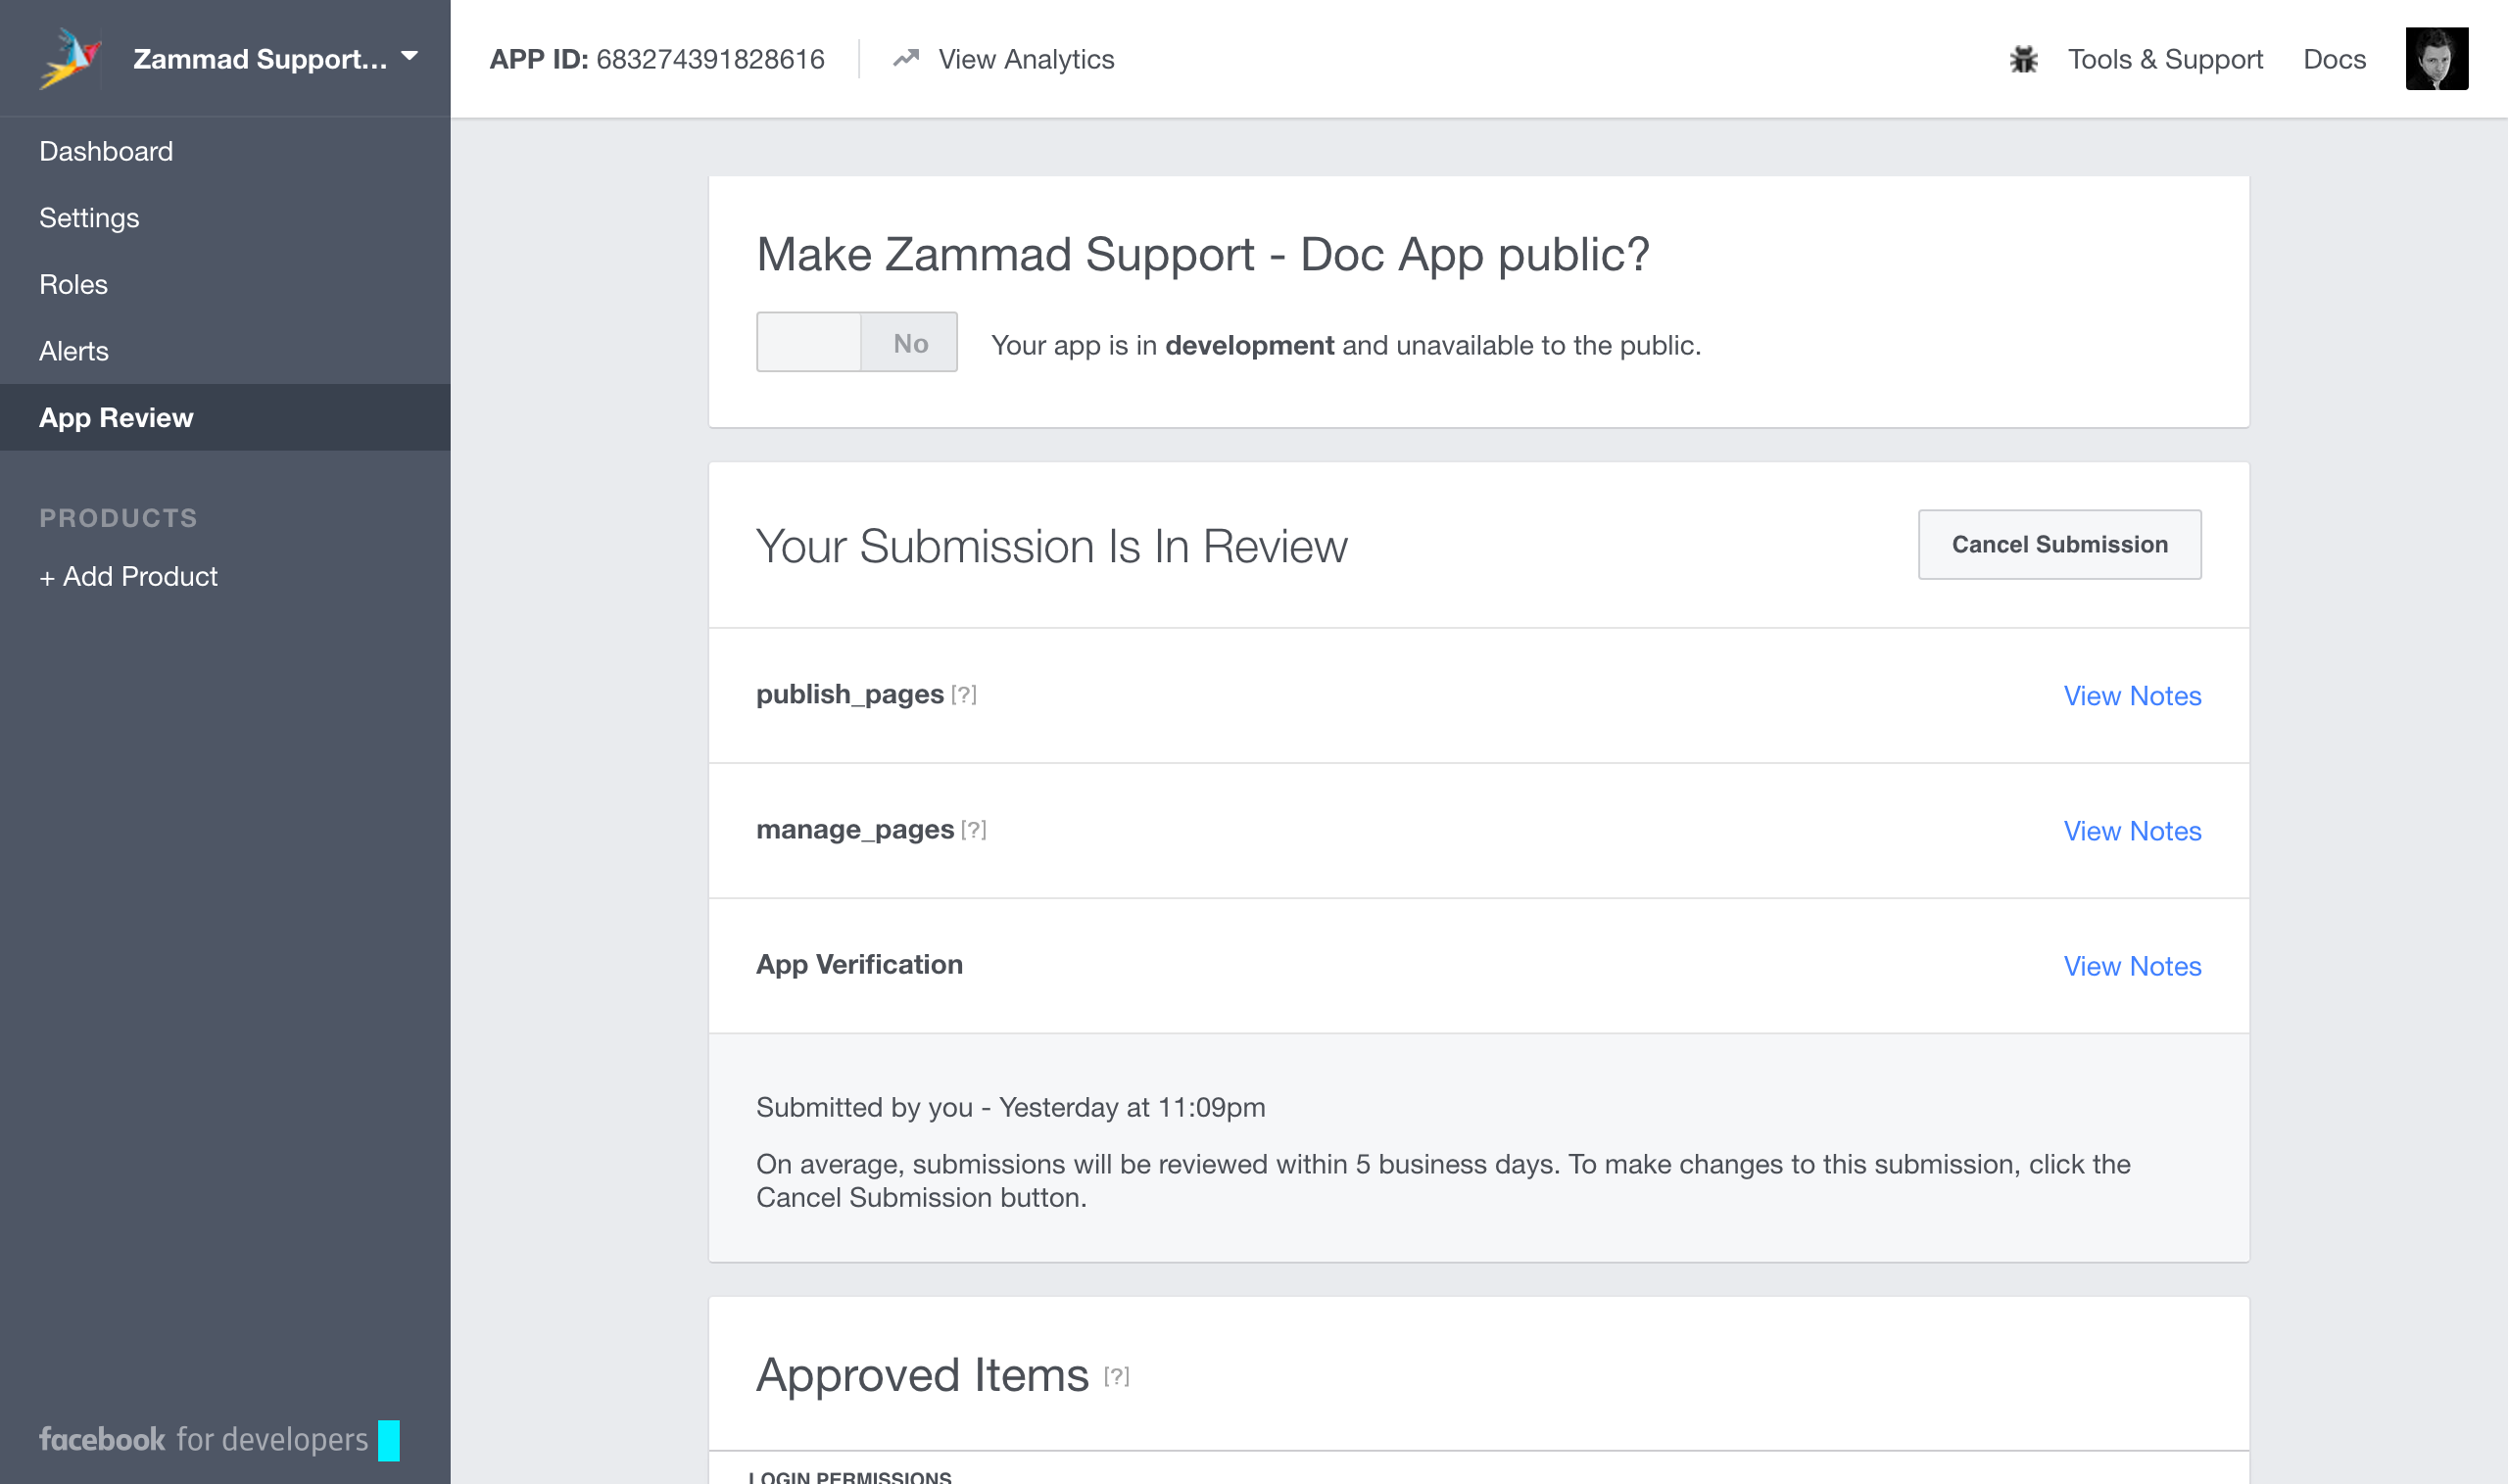 Zammad Support...
APP ID: 683274391828616
View Analytics
Tools & Support
Docs
Dashboard
Settings
Roles
Alerts
App Review
PRODUCTS
+ Add Product
facebook for developers
Make Zammad Support - Doc App public?
No
Your app is in development and unavailable to the public.
Your Submission Is In Review
Cancel Submission
publish_pages [?]
View Notes
manage_pages [?]
View Notes
App Verification
View Notes
Submitted by you - Yesterday at 11:09pm
On average, submissions will be reviewed within 5 business days. To make changes to this submission, click the
Cancel Submission button.
Approved Items [?]
LOGIN PERMISSIONS